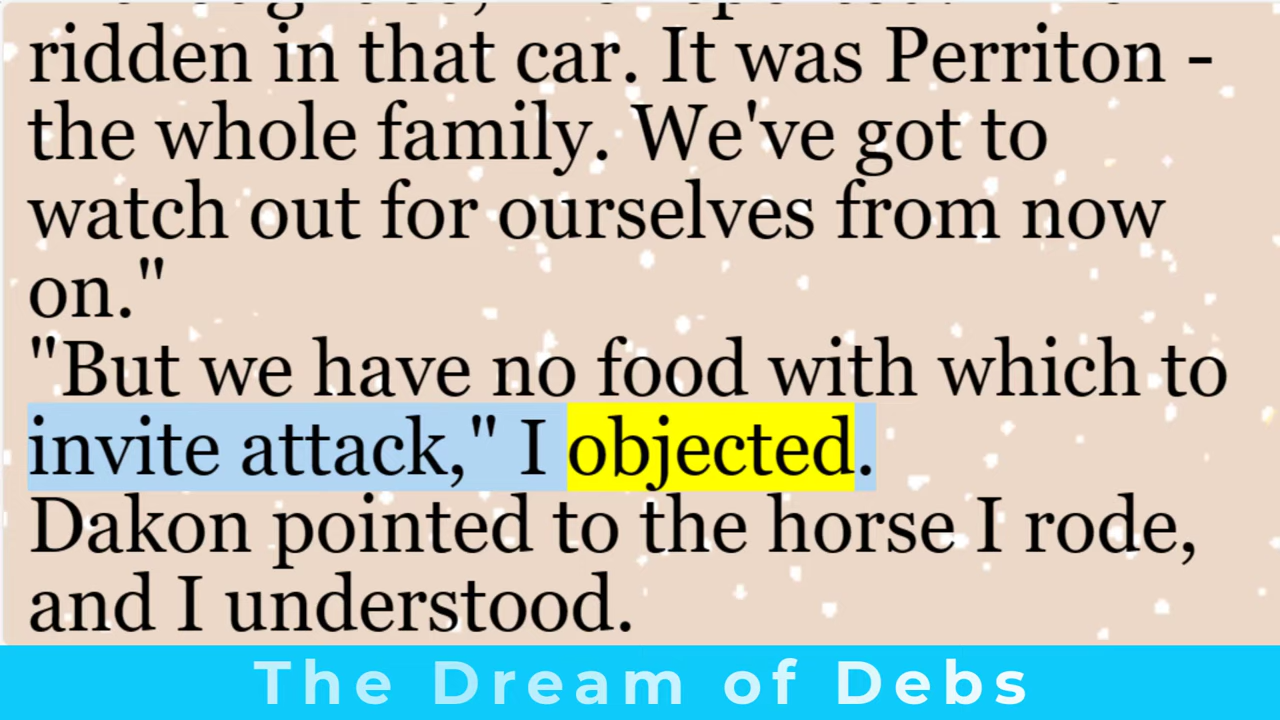 ridden in that car. It was Perriton -
the whole family. We've got to
watch out for ourselves from now
on."
"But we have no food with which to
invite attack," I objected.
Dakon pointed to the horse I rode,
and I understood.
The Dream of Debs